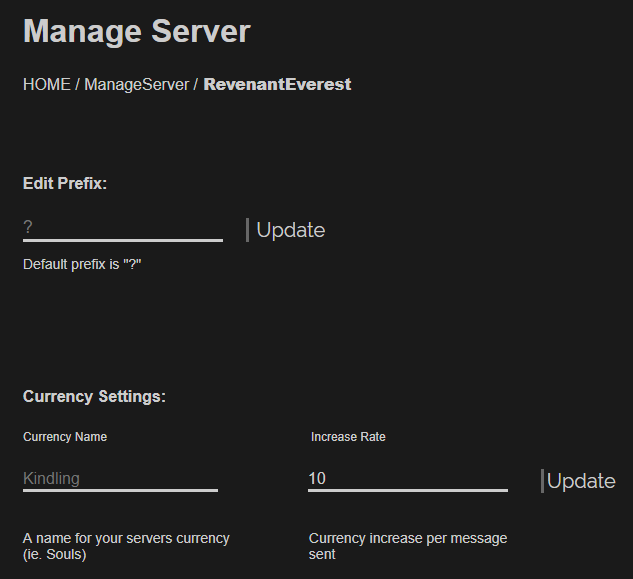 Manage Server
HOME / ManageServer / RevenantEverest
Edit Prefix:
? Update
Default prefix is "?"
Currency Settings:
Currency Name Increase Rate
Kindling 10 Update
A name for your servers currency Currency increase per message
(ie. Souls) sent